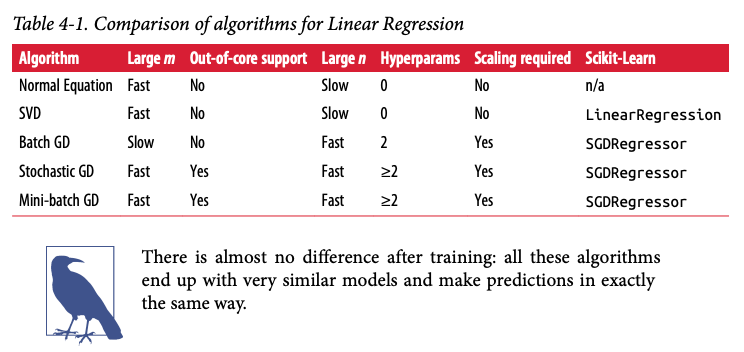 Table 4-1. Comparison of algorithms for Linear Regression
Algorithm Large m Out-of-core support Large n Hyperparams Scaling required Scikit-Learn
Normal Equation Fast No Slow 0 No n/a
SVD Fast No Slow 0 No LinearRegression
Batch GD Slow No Fast 2 Yes SGDRegressor
Stochastic GD Fast Yes Fast ≥2 Yes SGDRegressor
Mini-batch GD Fast Yes Fast ≥2 Yes SGDRegressor
There is almost no difference after training: all these algorithms
end up with very similar models and make predictions in exactly
the same way.